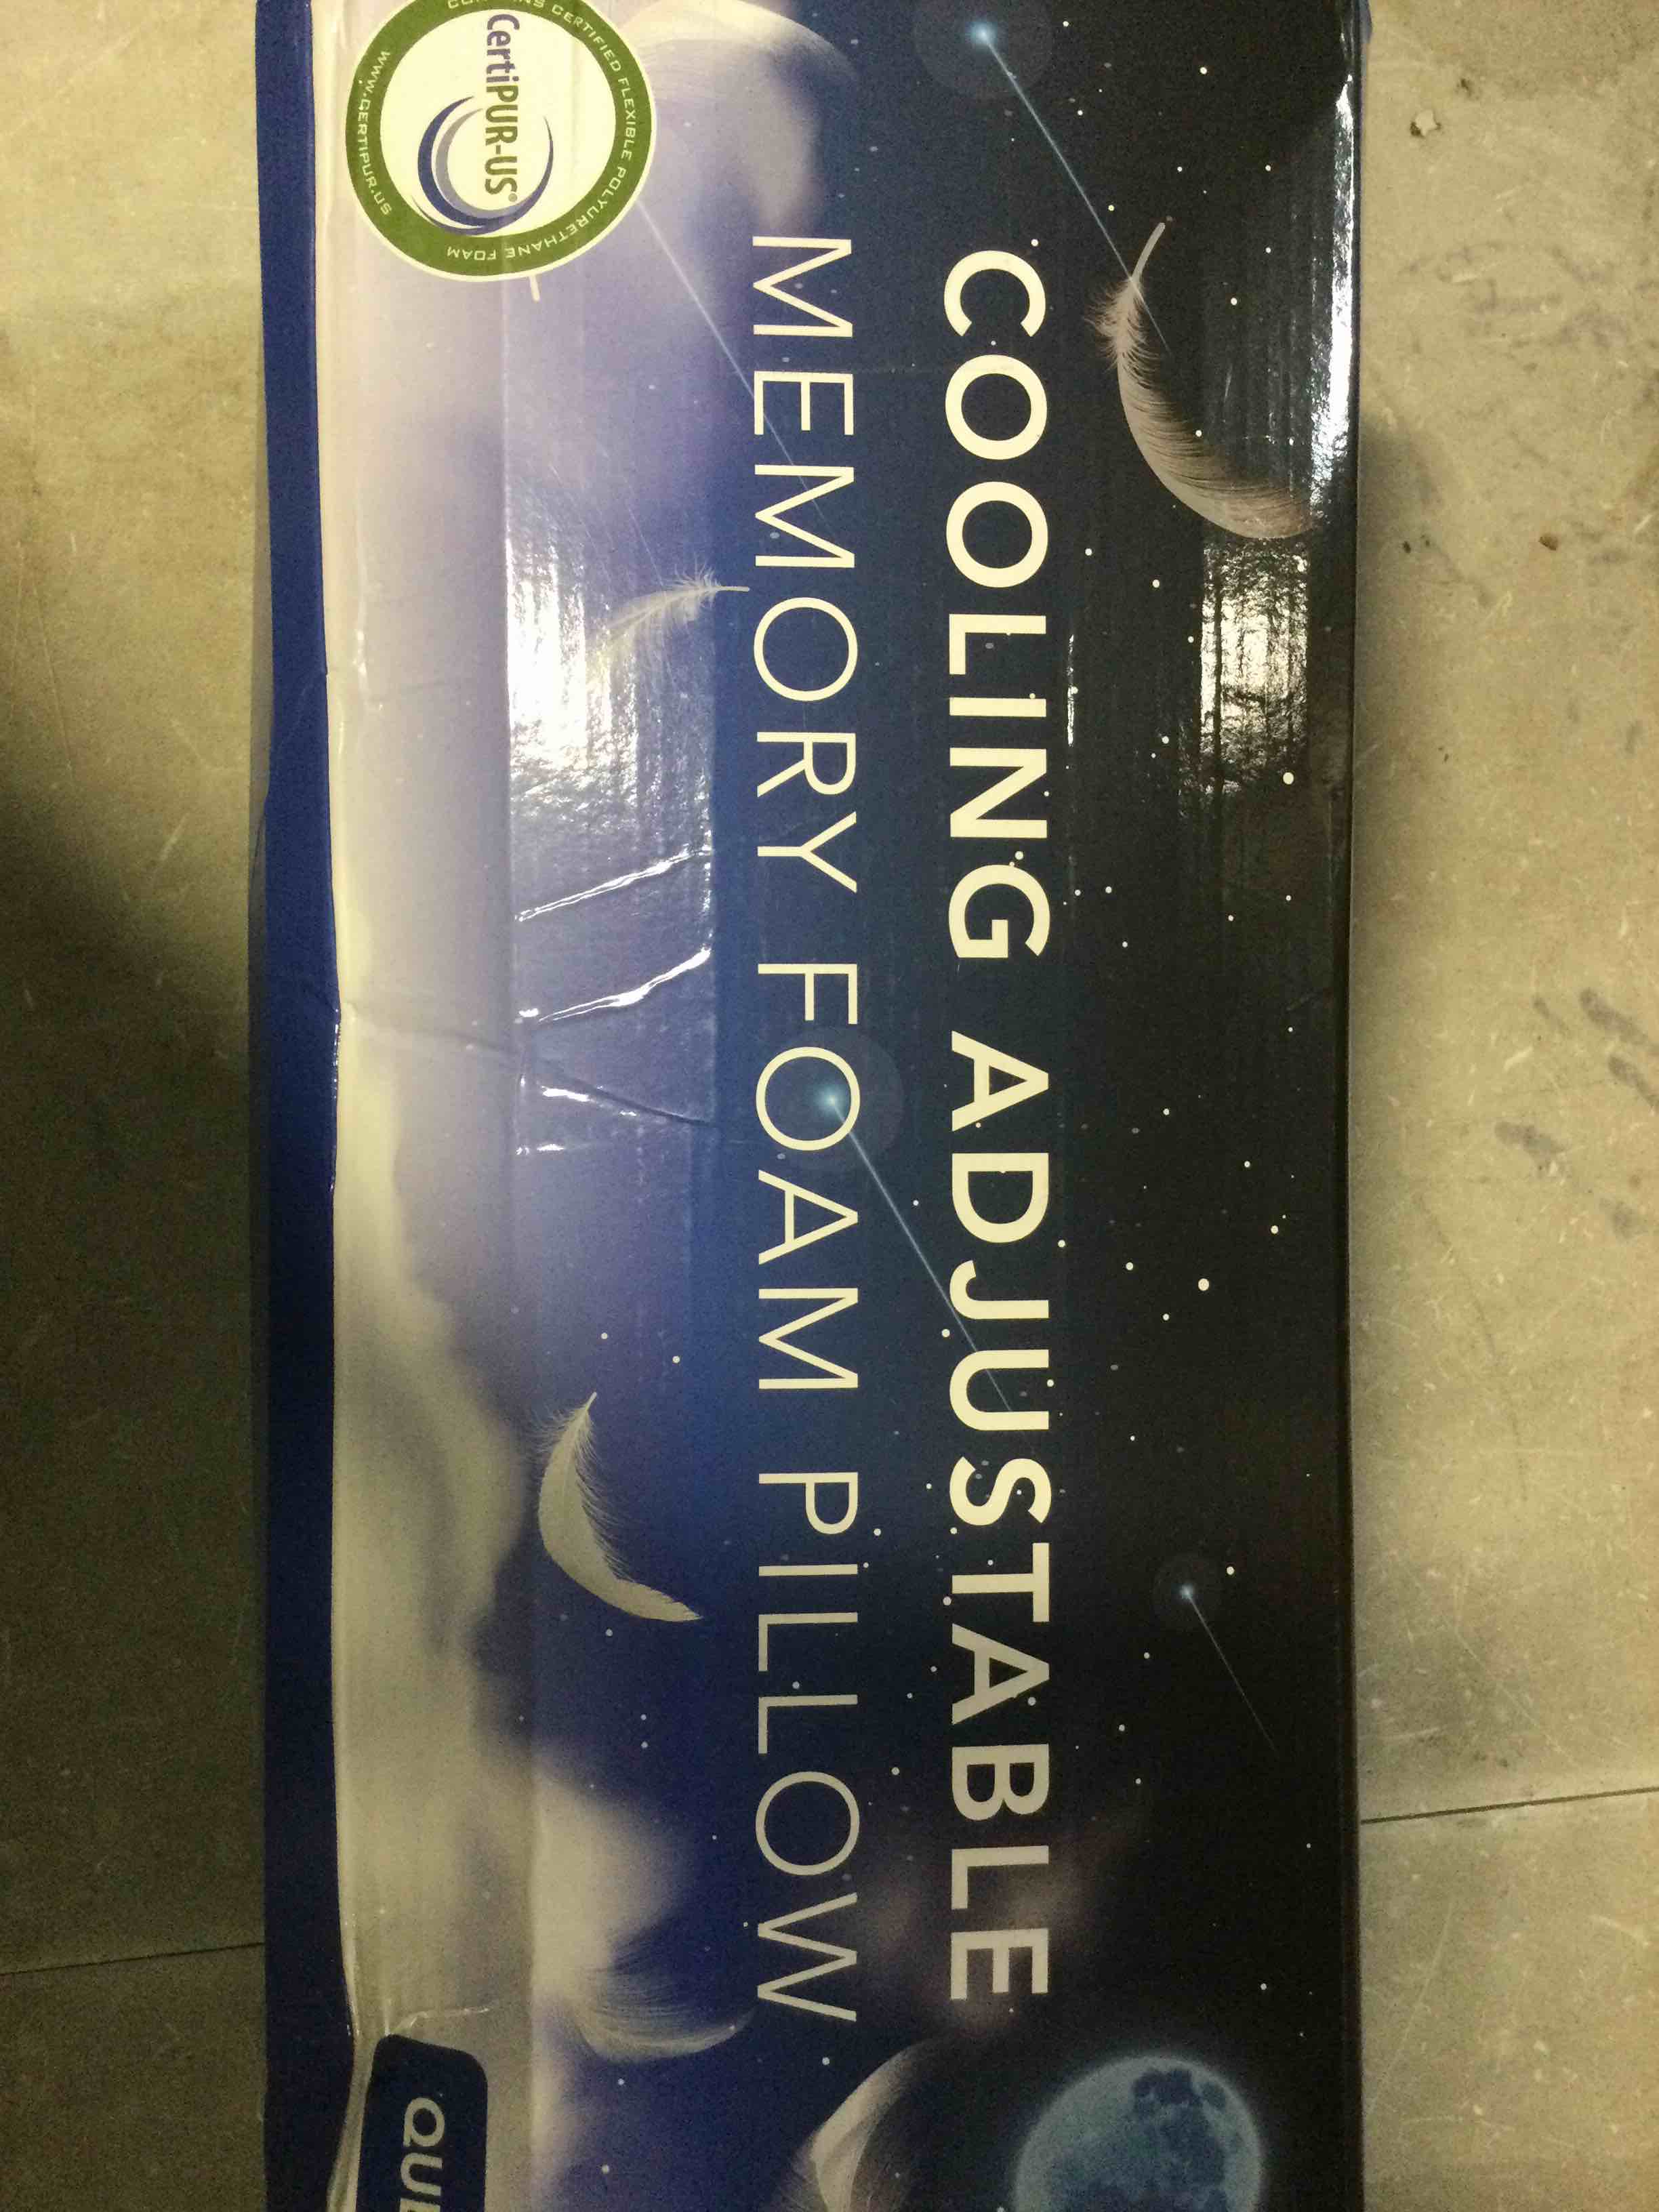 COOLING ADJUSTABLE
MEMORY FOAM PILLOW
CertiPUR-US®
CERTIFIED FLEXIBLE POLYURETHANE FOAM
WWW.CERTIPUR.US